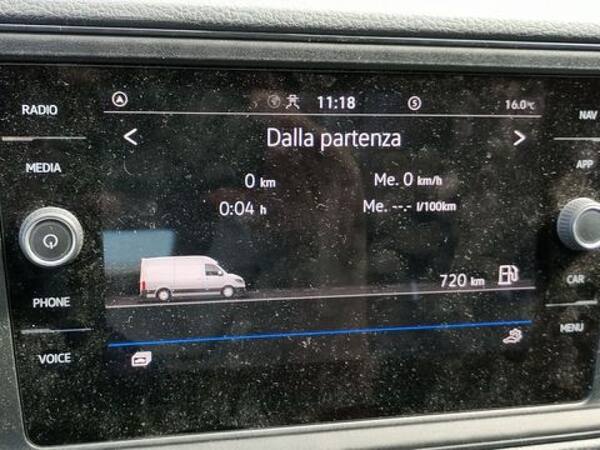 RADIO
MEDIA
PHONE
VOICE
11:18
S
16.0°C
Dalla partenza
0 km
Me. 0 km/h
0:04 h
Me. --.- l/100km
720 km
NAV
APP
CAR
MENU